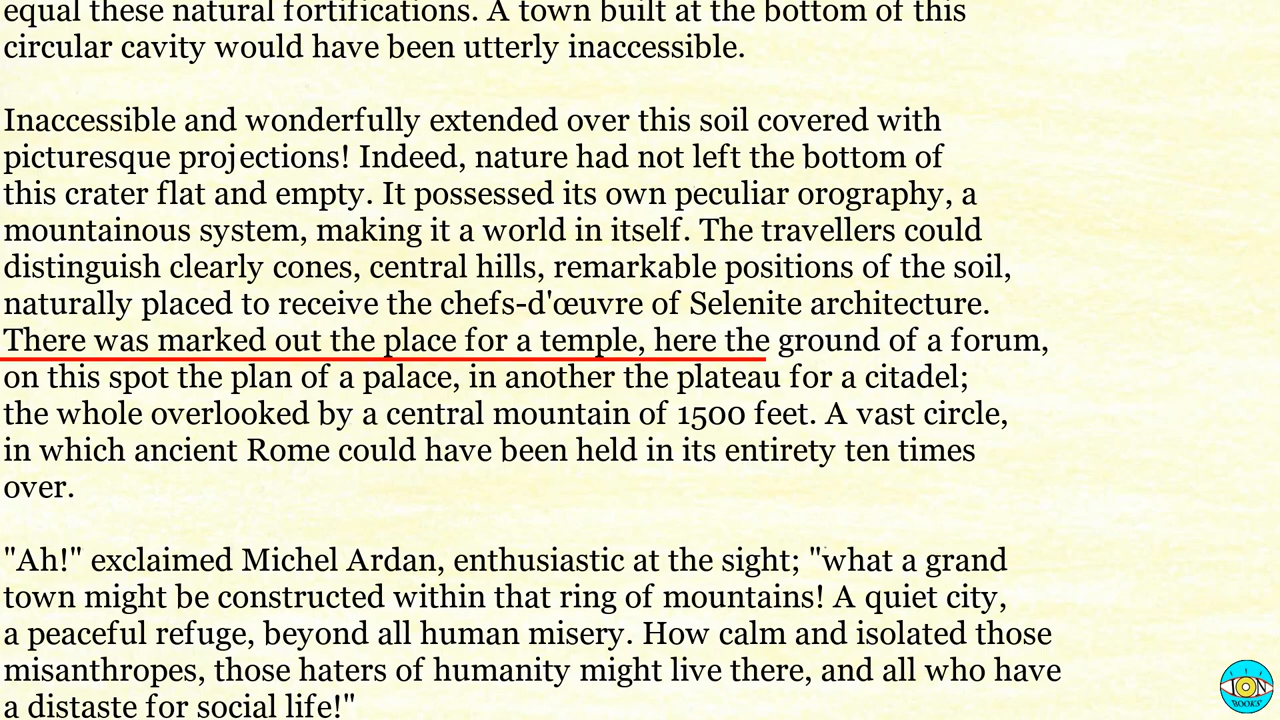 equal these natural fortifications. A town built at the bottom of this
circular cavity would have been utterly inaccessible.
Inaccessible and wonderfully extended over this soil covered with
picturesque projections! Indeed, nature had not left the bottom of
this crater flat and empty. It possessed its own peculiar orography, a
mountainous system, making it a world in itself. The travellers could
distinguish clearly cones, central hills, remarkable positions of the soil,
naturally placed to receive the chefs-d'œuvre of Selenite architecture.
There was marked out the place for a temple, here the ground of a forum,
on this spot the plan of a palace, in another the plateau for a citadel;
the whole overlooked by a central mountain of 1500 feet. A vast circle,
in which ancient Rome could have been held in its entirety ten times
over.
"Ah!" exclaimed Michel Ardan, enthusiastic at the sight; "what a grand
town might be constructed within that ring of mountains! A quiet city,
a peaceful refuge, beyond all human misery. How calm and isolated those
misanthropes, those haters of humanity might live there, and all who have
a distaste for social life!"
ION
BOOKS